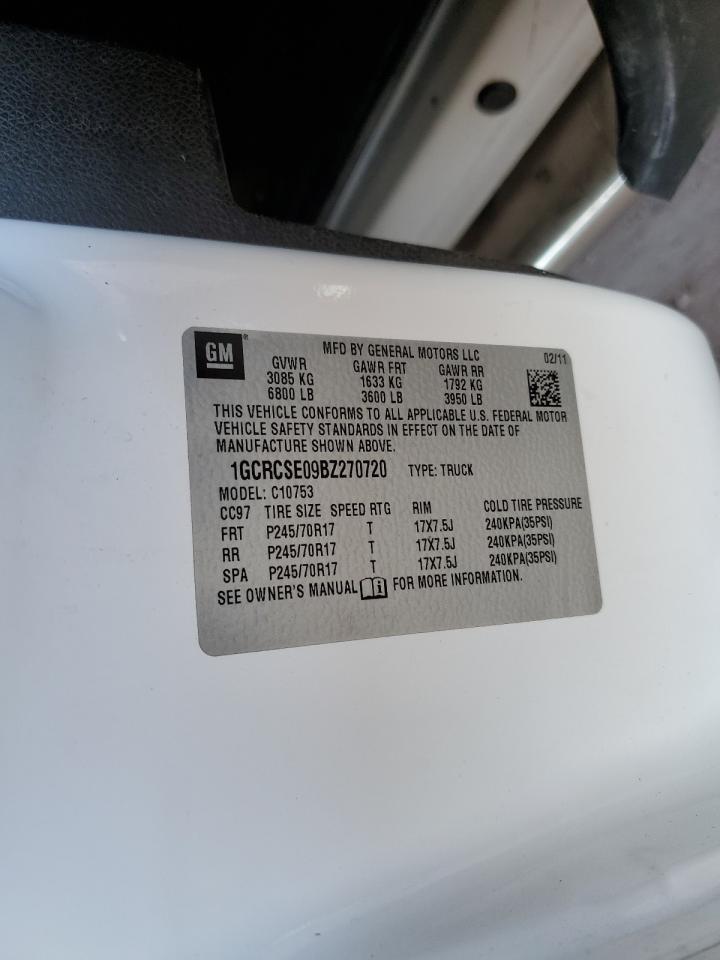 GM®
MFD BY GENERAL MOTORS LLC 02/11
GVWR GAWR FRT GAWR RR
3085 KG 1633 KG 1792 KG
6800 LB 3600 LB 3950 LB
THIS VEHICLE CONFORMS TO ALL APPLICABLE U.S. FEDERAL MOTOR
VEHICLE SAFETY STANDARDS IN EFFECT ON THE DATE OF
MANUFACTURE SHOWN ABOVE.
1GCRCSE09BZ270720 TYPE: TRUCK
MODEL: C10753
CC97 TIRE SIZE SPEED RTG RIM COLD TIRE PRESSURE
FRT P245/70R17 T 17X7.5J 240KPA(35PSI)
RR P245/70R17 T 17X7.5J 240KPA(35PSI)
SPA P245/70R17 T 17X7.5J 240KPA(35PSI)
SEE OWNER'S MANUAL i FOR MORE INFORMATION.